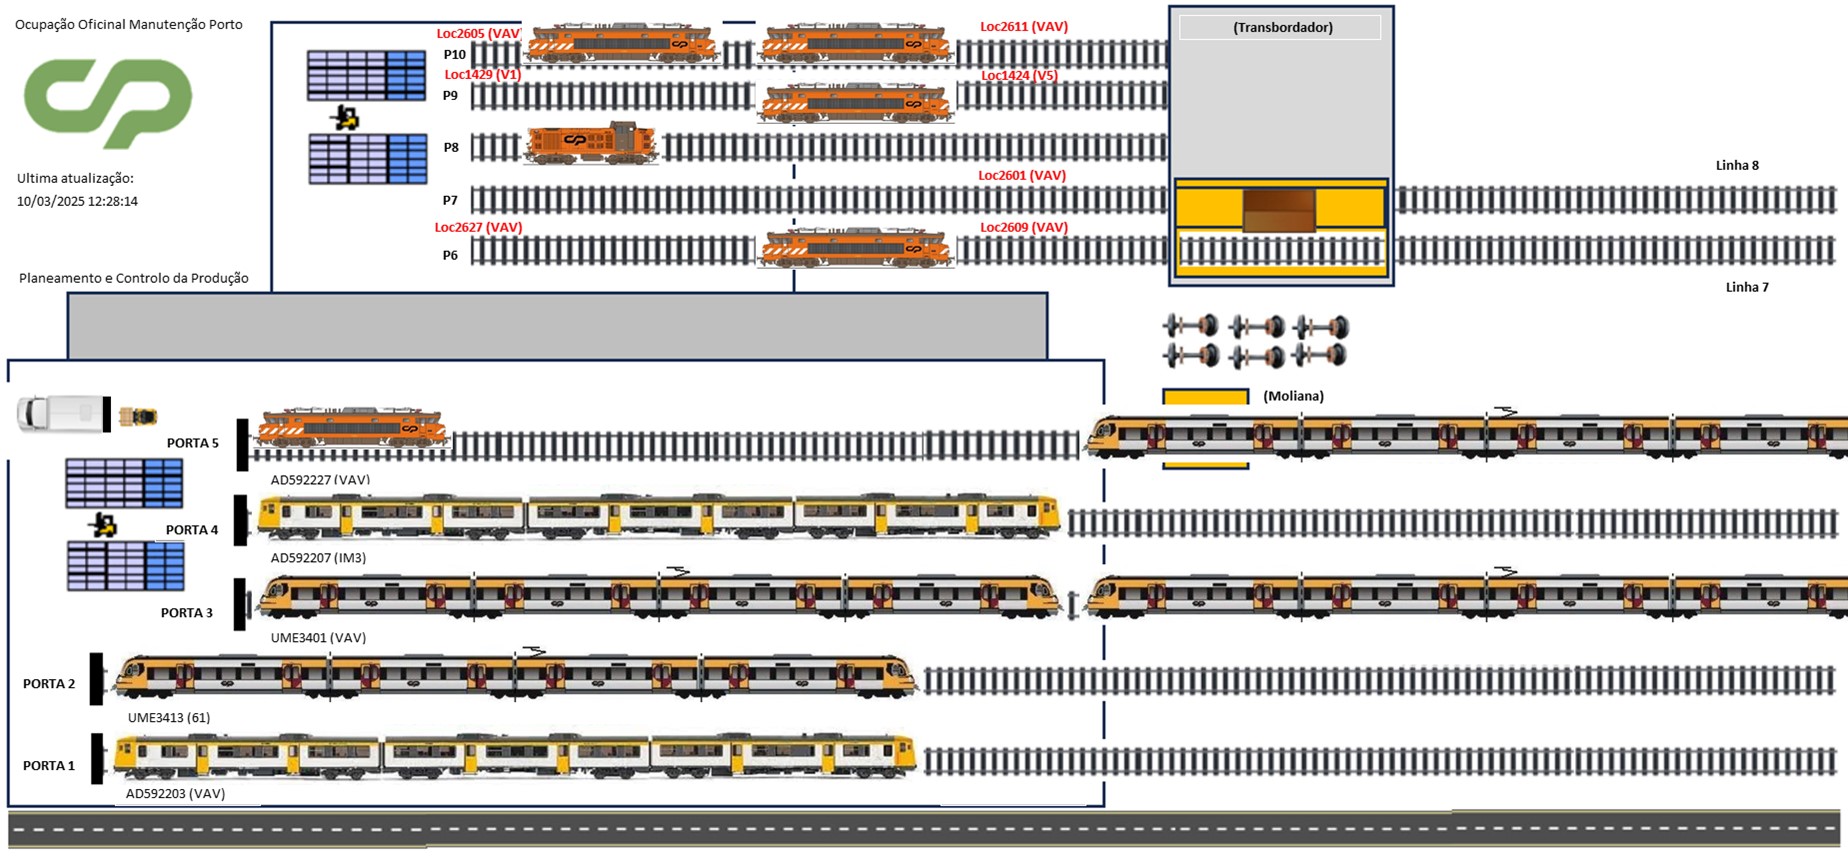 Ocupação Oficinal Manutenção Porto
CP
Ultima atualização:
10/03/2025 12:28:14
Planeamento e Controlo da Produção
Loc2605 (VAV)
Loc2611 (VAV)
P10
Loc1429 (V1)
Loc1424 (V5)
P9
P8
Loc2601 (VAV)
P7
Loc2627 (VAV)
Loc2609 (VAV)
P6
(Transbordador)
Linha 8
Linha 7
(Moliana)
PORTA 5
AD592227 (VAV)
PORTA 4
AD592207 (IM3)
PORTA 3
UME3401 (VAV)
PORTA 2
UME3413 (61)
PORTA 1
AD592203 (VAV)